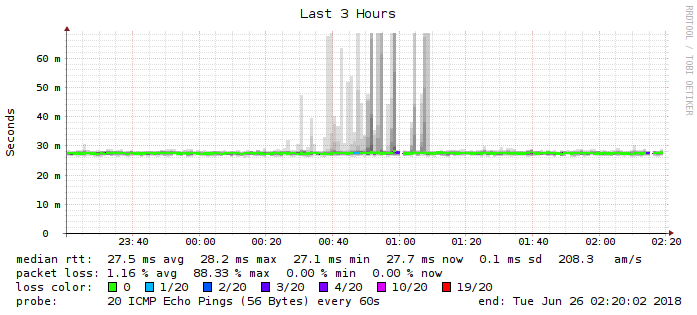 Last 3 Hours
RRDTOOL / TOBI OETIKER
Seconds
60 m
50 m
40 m
30 m
20 m
10 m
0
23:40 00:00 00:20 00:40 01:00 01:20 01:40 02:00 02:20
median rtt: 27.5 ms avg 28.2 ms max 27.1 ms min 27.7 ms now 0.1 ms sd 208.3 am/s
packet loss: 1.16 % avg 88.33 % max 0.00 % min 0.00 % now
loss color: 0 1/20 2/20 3/20 4/20 10/20 19/20
probe: 20 ICMP Echo Pings (56 Bytes) every 60s end: Tue Jun 26 02:20:02 2018